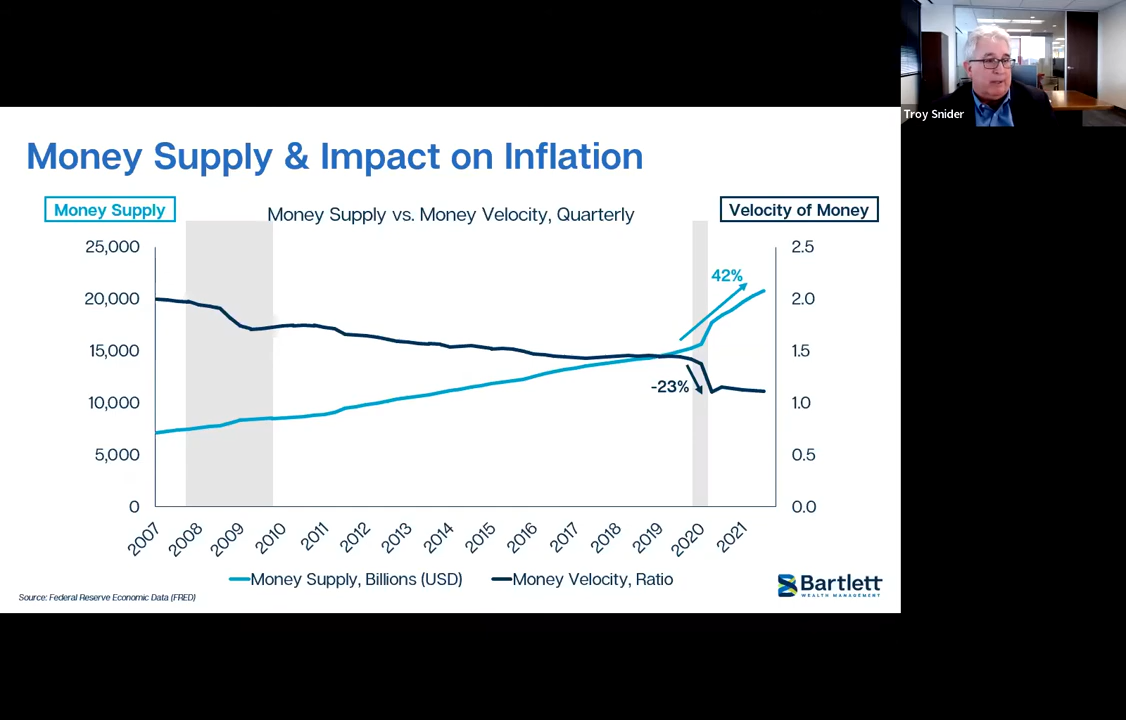 Troy Snider
Money Supply & Impact on Inflation
Money Supply
Money Supply vs. Money Velocity, Quarterly
Velocity of Money
25,000
20,000
15,000
10,000
5,000
0
2.5
2.0
1.5
1.0
0.5
0.0
42%
-23%
2007
2008
2009
2010
2011
2012
2013
2014
2015
2016
2017
2018
2019
2020
2021
Money Supply, Billions (USD)
Money Velocity, Ratio
Source: Federal Reserve Economic Data (FRED)
Bartlett
WEALTH MANAGEMENT